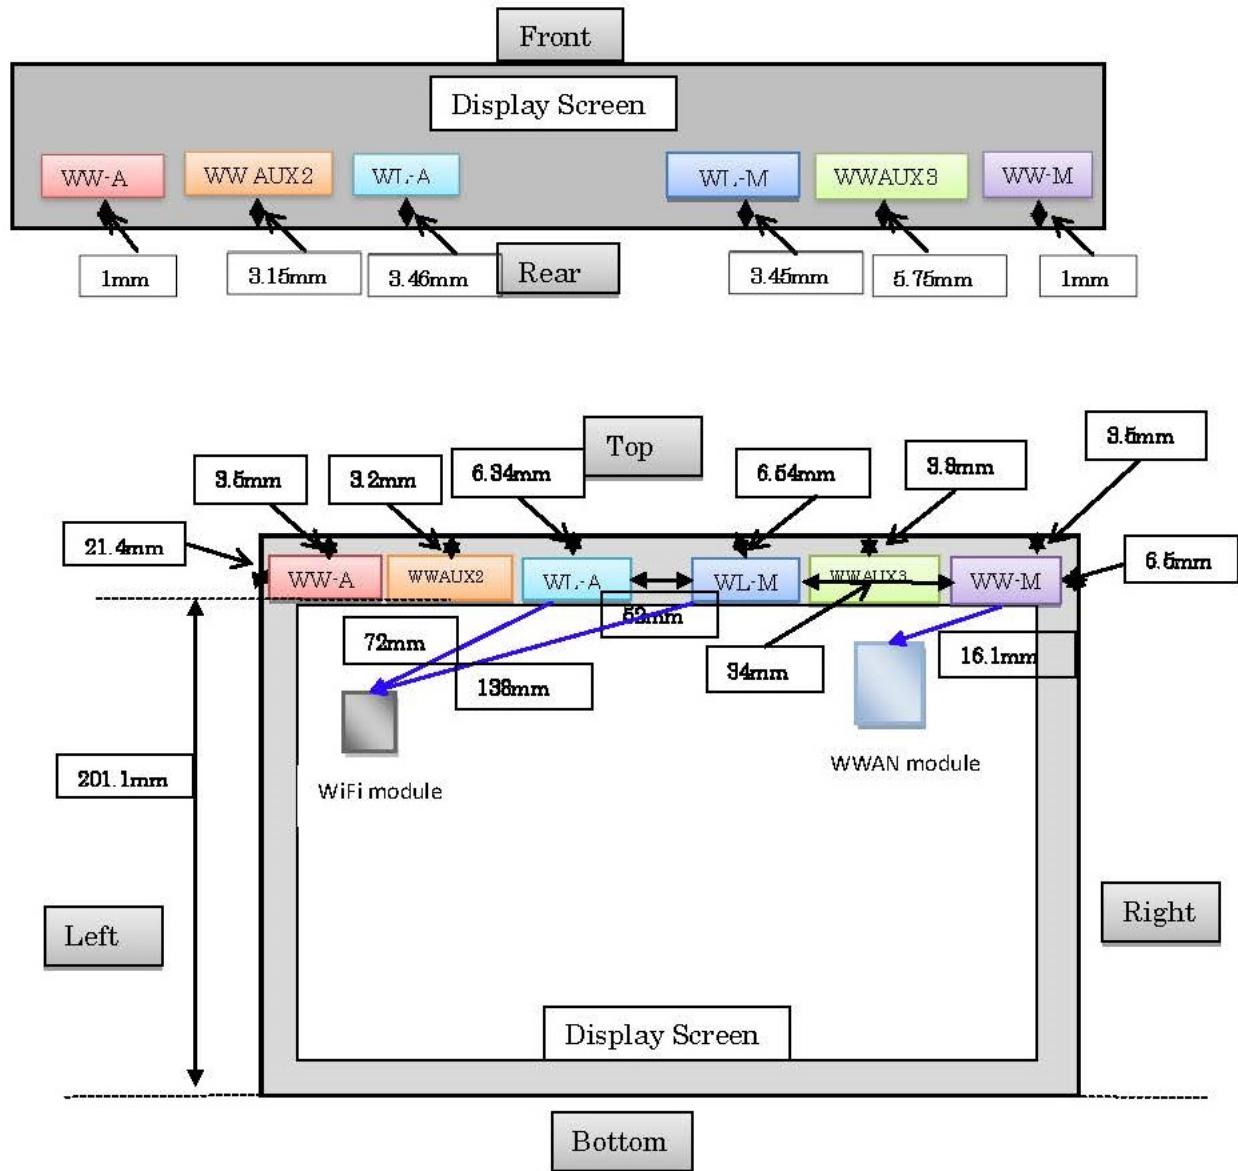 Front
Display Screen
WW-A
WW AUX2
WL-A
WL-M
WWAUX3
WW-M
1mm
3.15mm
3.46mm
Rear
3.45mm
5.75mm
1mm
Top
3.5mm
3.2mm
6.34mm
6.54mm
3.8mm
3.5mm
21.4mm
WW-A
WWAUX2
WL-A
WL-M
WWAUX3
WW-M
6.5mm
52mm
72mm
138mm
34mm
16.1mm
WiFi module
WWAN module
201.1mm
Left
Right
Display Screen
Bottom